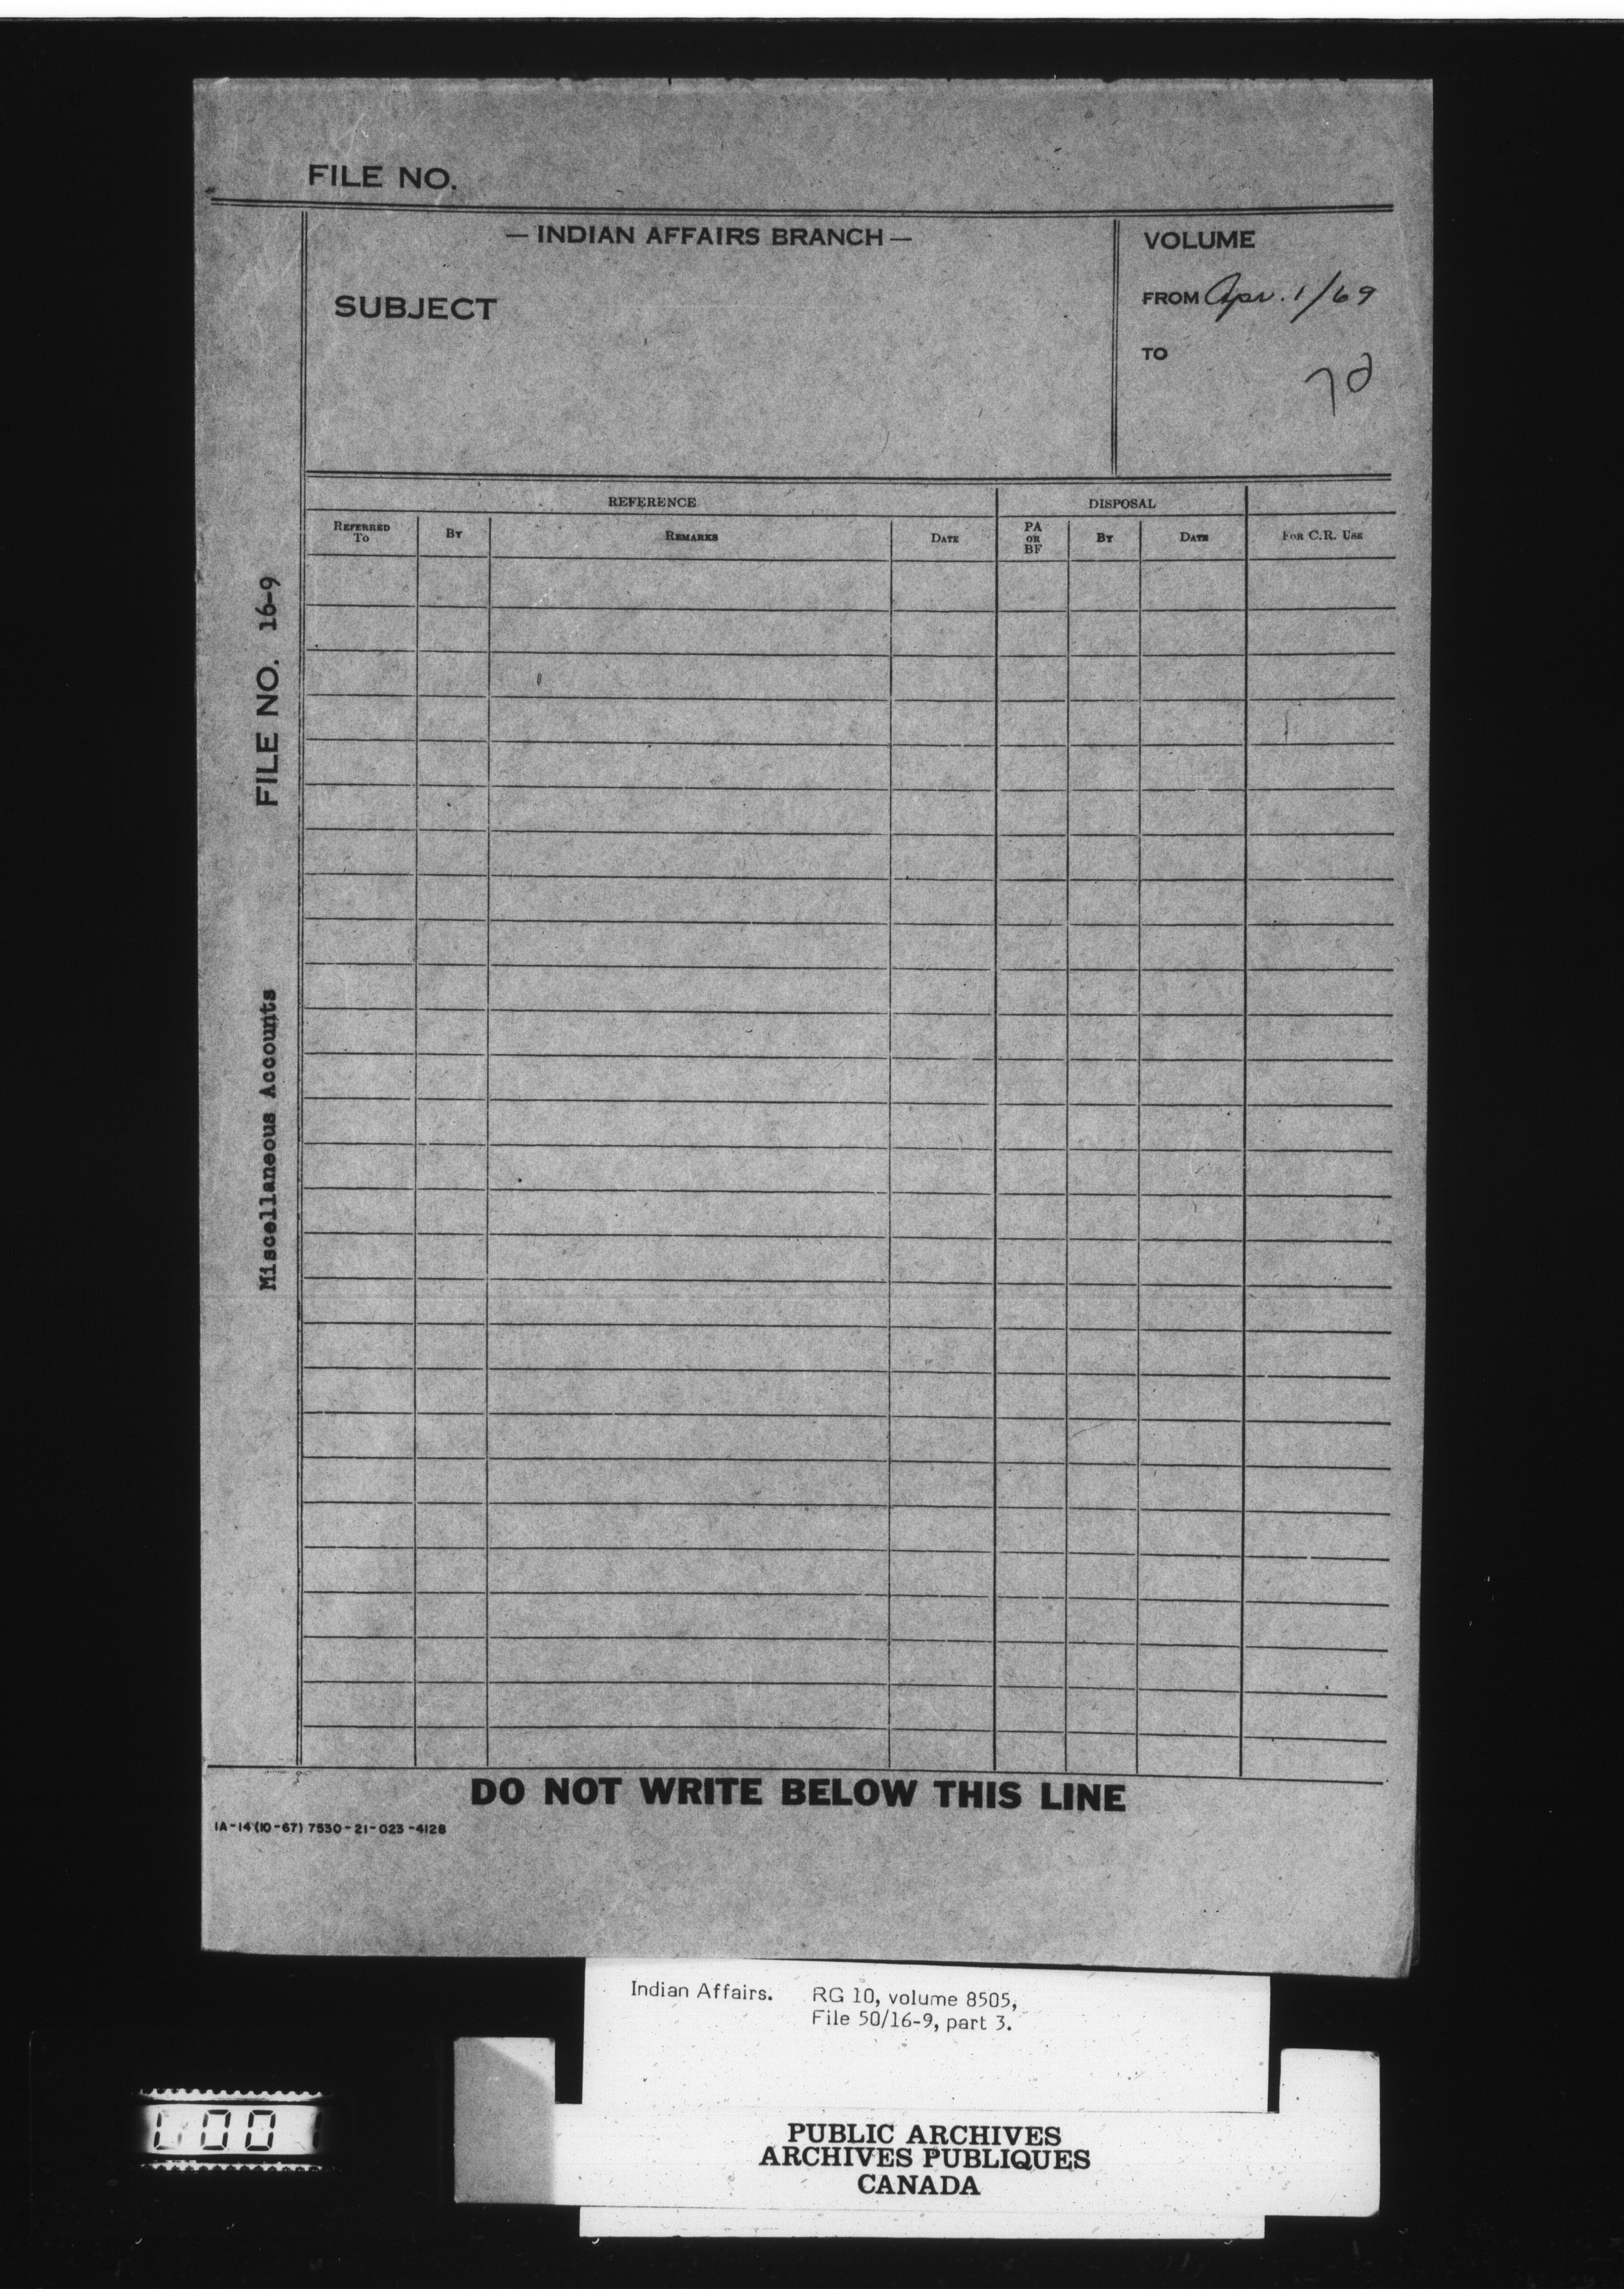 FILE NO.
— INDIAN AFFAIRS BRANCH —
SUBJECT
VOLUME
FROM Apr. 1/69
TO
70
FILE NO. 16-9
Miscellaneous Accounts
REFERENCE
DISPOSAL
REFERRED TO
BY
REMARKS
DATE
PA OR BF
BY
DATE
FOR C.R. USE
DO NOT WRITE BELOW THIS LINE
IA-14 (10-67) 7530-21-023-4128
Indian Affairs. RG 10, volume 8505,
File 50/16-9, part 3.
PUBLIC ARCHIVES
ARCHIVES PUBLIQUES
CANADA